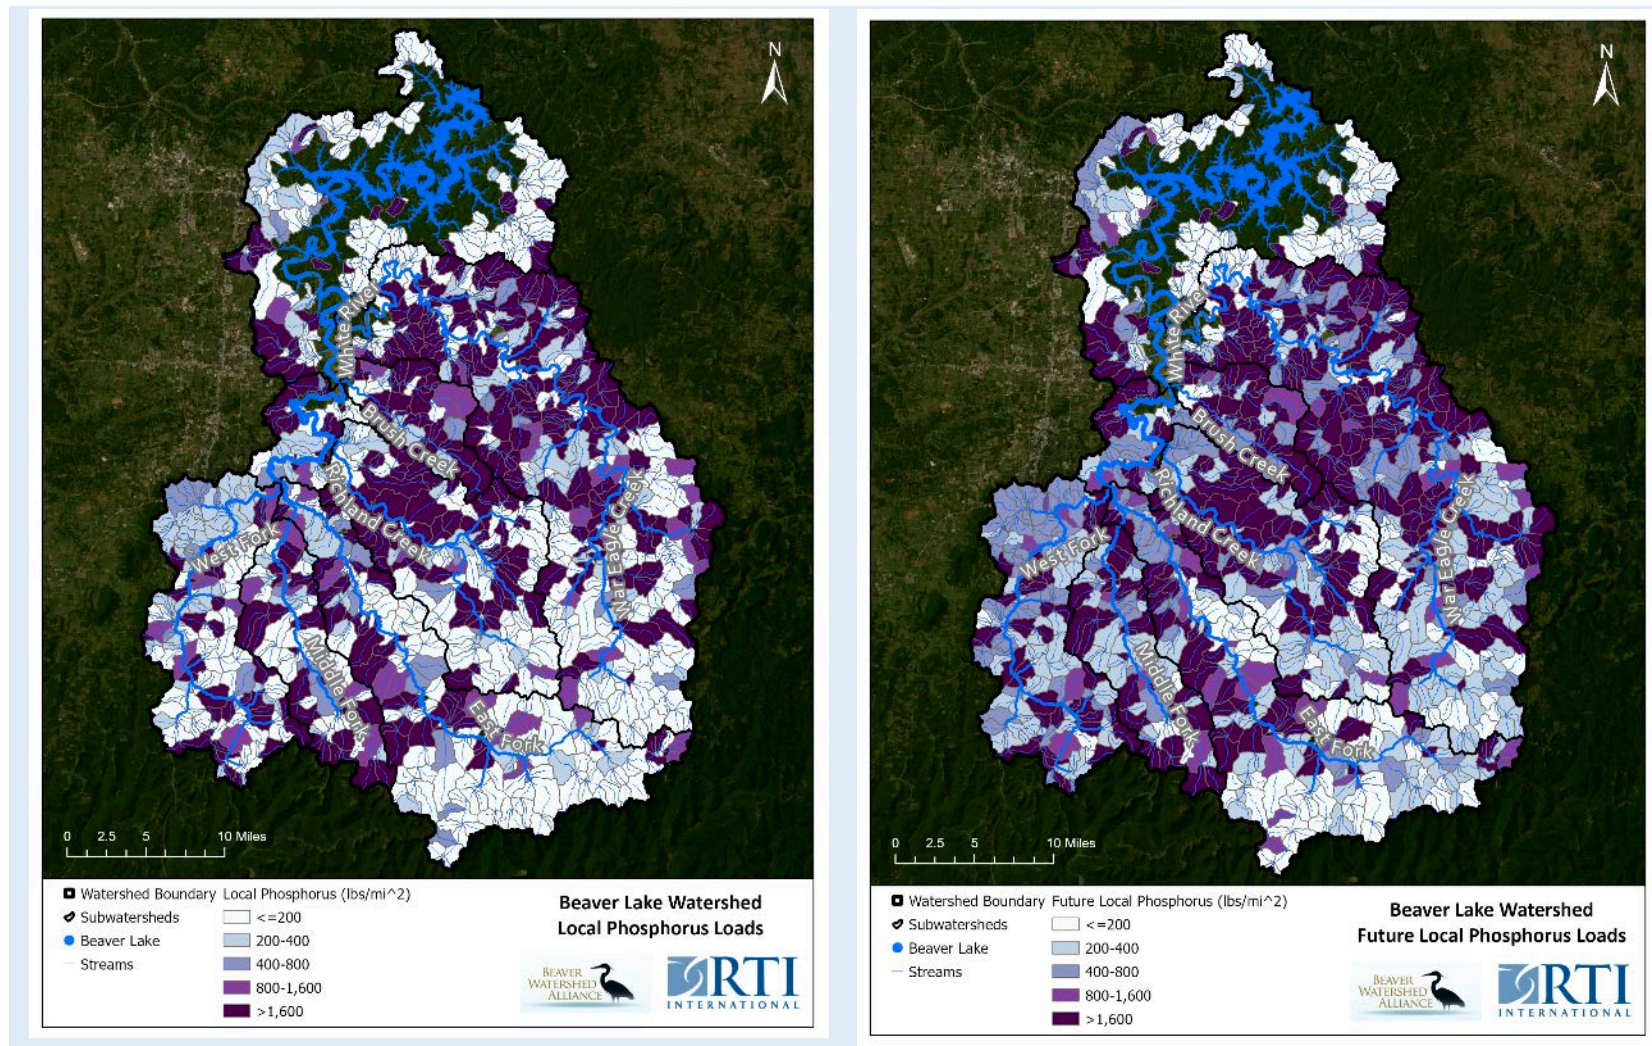 N
White River
Brush Creek
Richland Creek
War Eagle Creek
West Fork
Middle Forks
East Fork
0 2.5 5 10 Miles
Watershed Boundary
Subwatersheds
Beaver Lake
Streams
Local Phosphorus (lbs/mi^2)
<=200
200-400
400-800
800-1,600
>1,600
Beaver Lake Watershed
Local Phosphorus Loads
BEAVER
WATERSHED
ALLIANCE
RTI
INTERNATIONAL
N
White River
Brush Creek
Richland Creek
War Eagle Creek
West Fork
Middle Fork
East Fork
0 2.5 5 10 Miles
Watershed Boundary
Subwatersheds
Beaver Lake
Streams
Future Local Phosphorus (lbs/mi^2)
<=200
200-400
400-800
800-1,600
>1,600
Beaver Lake Watershed
Future Local Phosphorus Loads
BEAVER
WATERSHED
ALLIANCE
RTI
INTERNATIONAL